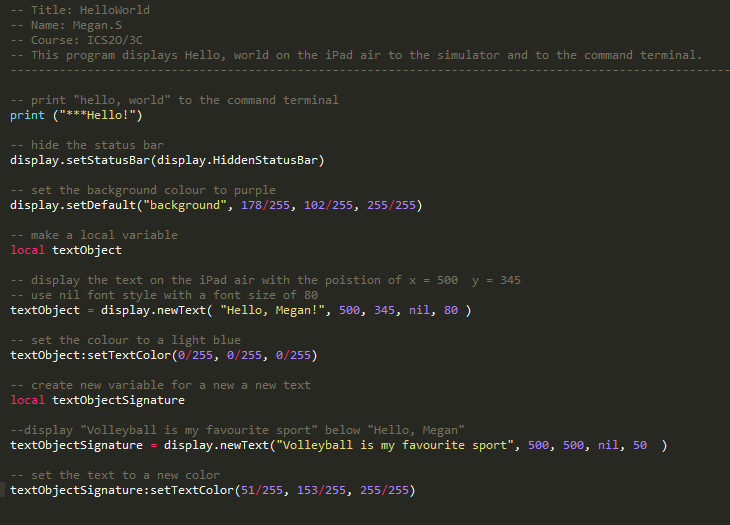 -- Title: HelloWorld
-- Name: Megan.S
-- Course: ICS2O/3C
-- This program displays Hello, world on the iPad air to the simulator and to the command terminal.
-----------------------------------------------------------------------------------------------------
-- print "hello, world" to the command terminal
print ("***Hello!")
-- hide the status bar
display.setStatusBar(display.HiddenStatusBar)
-- set the background colour to purple
display.setDefault("background", 178/255, 102/255, 255/255)
-- make a local variable
local textObject
-- display the text on the iPad air with the poistion of x = 500  y = 345
-- use nil font style with a font size of 80
textObject = display.newText( "Hello, Megan!", 500, 345, nil, 80 )
-- set the colour to a light blue
textObject:setTextColor(0/255, 0/255, 0/255)
-- create new variable for a new a new text
local textObjectSignature
--display "Volleyball is my favourite sport" below "Hello, Megan"
textObjectSignature = display.newText("Volleyball is my favourite sport", 500, 500, nil, 50  )
-- set the text to a new color
textObjectSignature:setTextColor(51/255, 153/255, 255/255)